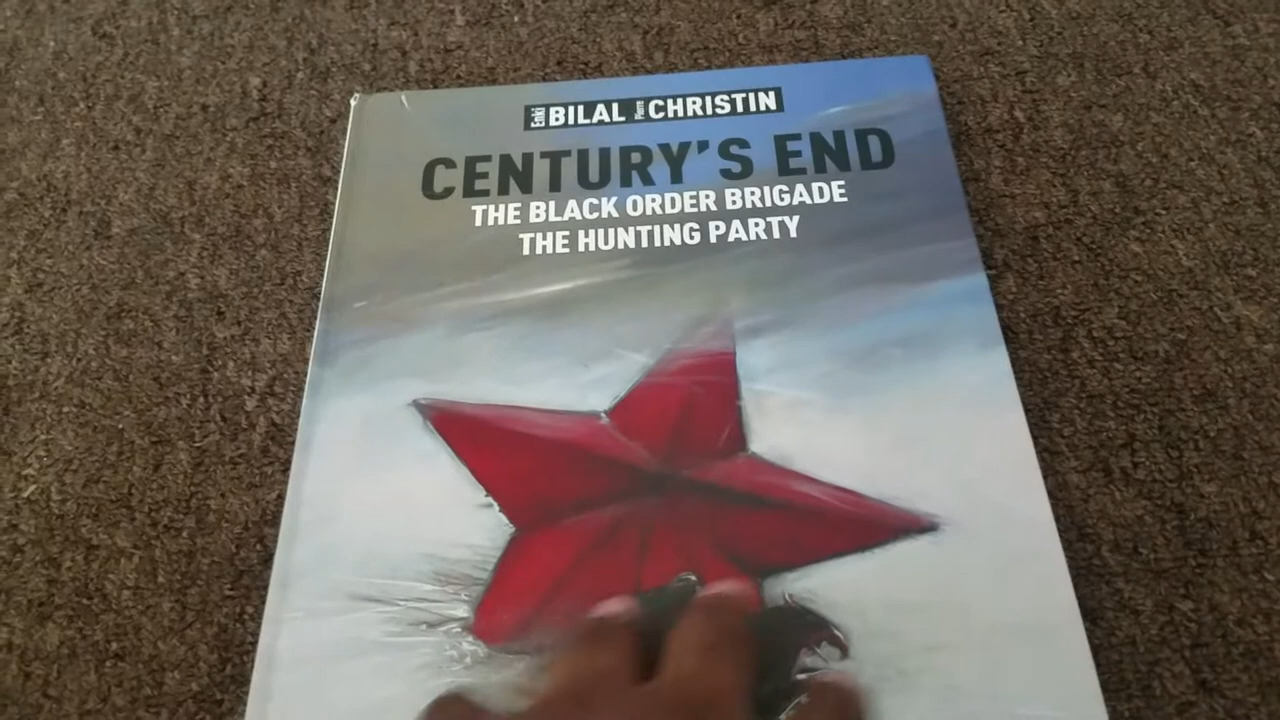 Enki BILAL Pierre CHRISTIN
CENTURY'S END
THE BLACK ORDER BRIGADE
THE HUNTING PARTY